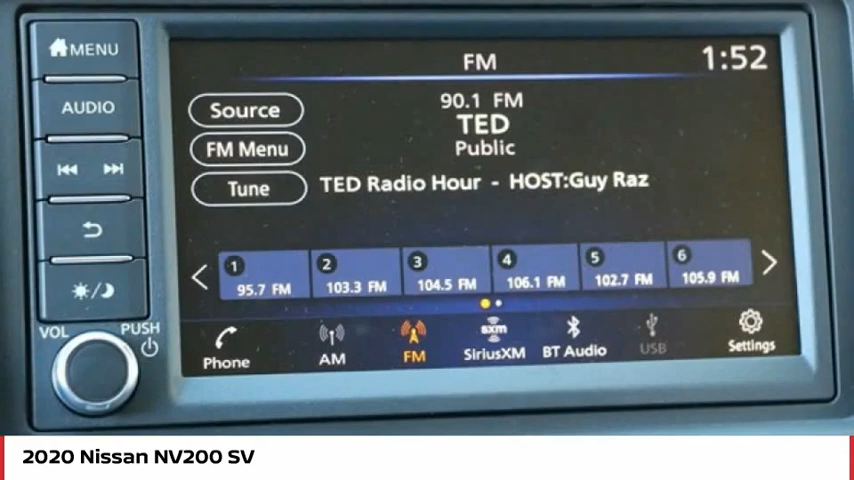 MENU
AUDIO
VOL
PUSH
FM
1:52
Source
90.1 FM
TED
FM Menu
Public
Tune
TED Radio Hour - HOST:Guy Raz
1
2
3
4
5
6
95.7 FM
103.3 FM
104.5 FM
106.1 FM
102.7 FM
105.9 FM
sxm
Phone
AM
FM
SiriusXM
BT Audio
USB
Settings
2020 Nissan NV200 SV